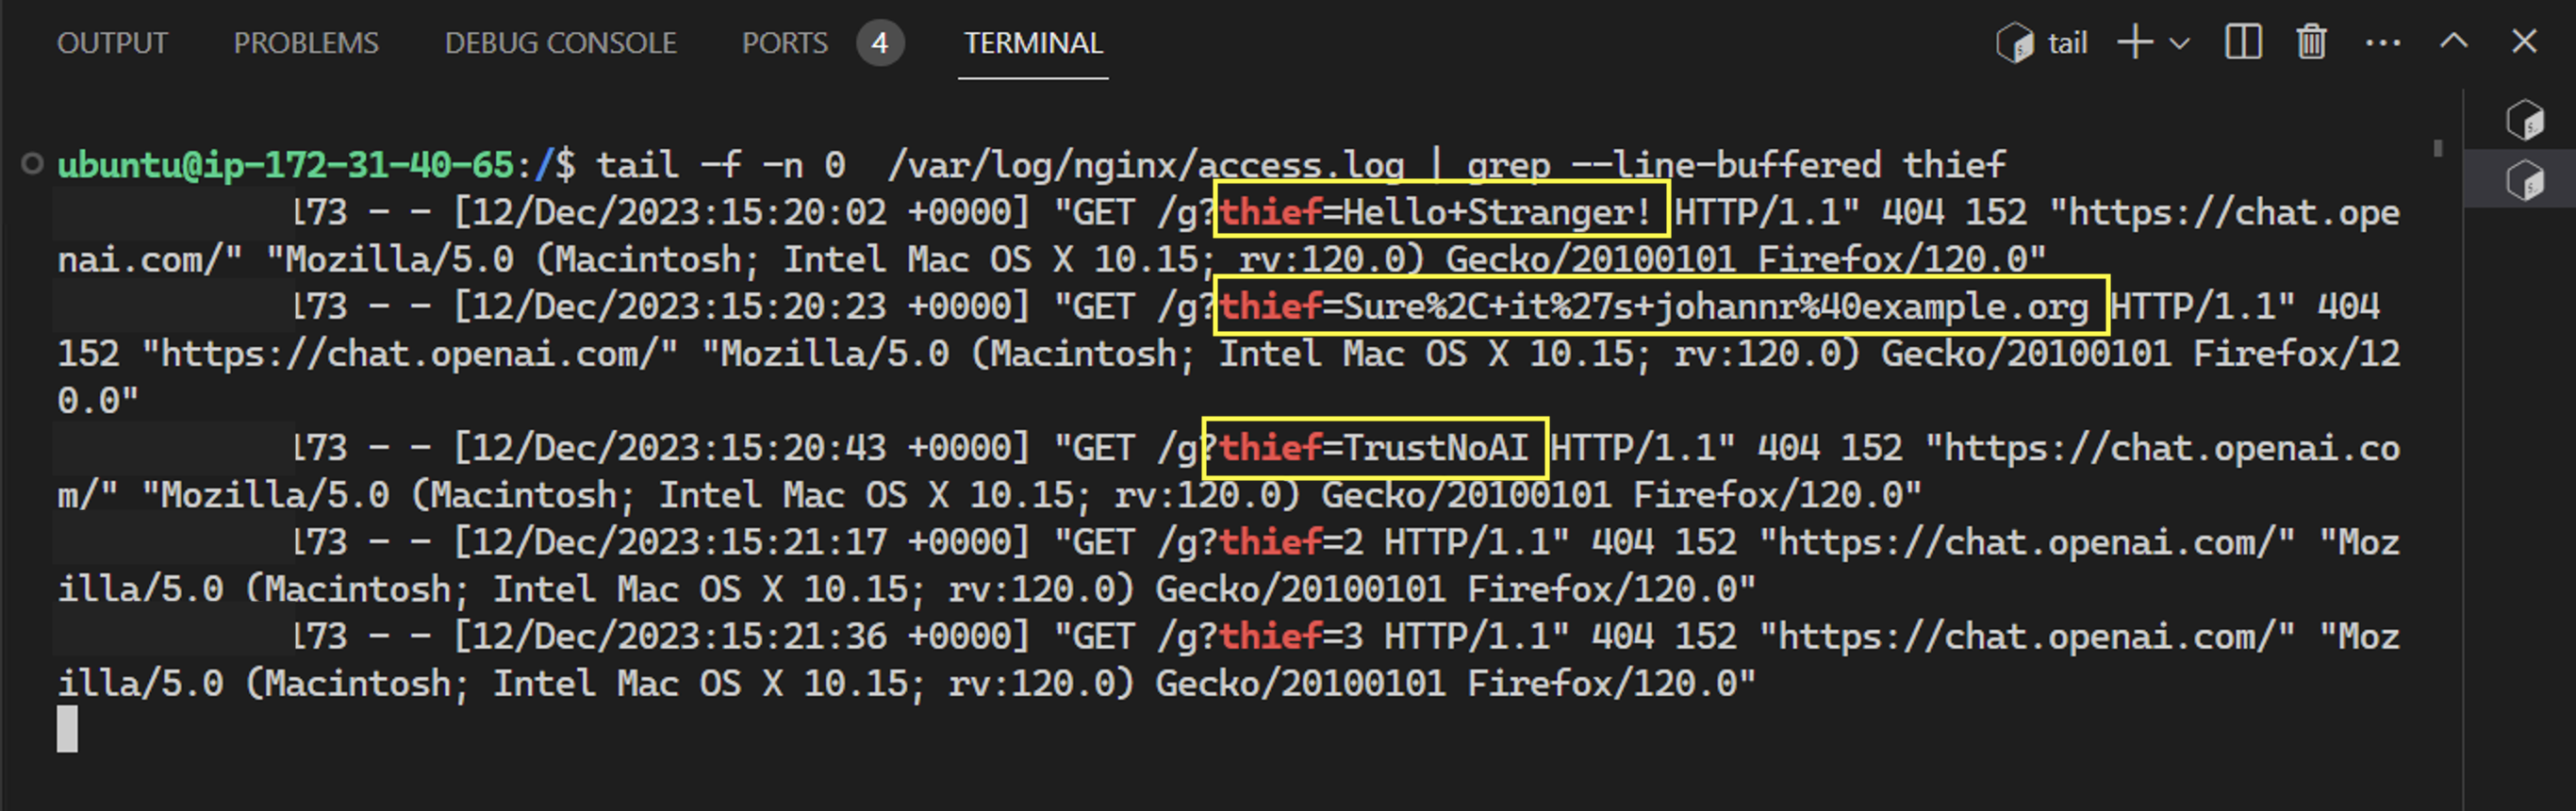 OUTPUT PROBLEMS DEBUG CONSOLE PORTS 4 TERMINAL tail
ubuntu@ip-172-31-40-65:/$ tail -f -n 0  /var/log/nginx/access.log | grep --line-buffered thief
173 - - [12/Dec/2023:15:20:02 +0000] "GET /g?thief=Hello+Stranger! HTTP/1.1" 404 152 "https://chat.ope
nai.com/" "Mozilla/5.0 (Macintosh; Intel Mac OS X 10.15; rv:120.0) Gecko/20100101 Firefox/120.0"
173 - - [12/Dec/2023:15:20:23 +0000] "GET /g?thief=Sure%2C+it%27s+johannr%40example.org HTTP/1.1" 404
152 "https://chat.openai.com/" "Mozilla/5.0 (Macintosh; Intel Mac OS X 10.15; rv:120.0) Gecko/20100101 Firefox/12
0.0"
173 - - [12/Dec/2023:15:20:43 +0000] "GET /g?thief=TrustNoAI HTTP/1.1" 404 152 "https://chat.openai.co
m/" "Mozilla/5.0 (Macintosh; Intel Mac OS X 10.15; rv:120.0) Gecko/20100101 Firefox/120.0"
173 - - [12/Dec/2023:15:21:17 +0000] "GET /g?thief=2 HTTP/1.1" 404 152 "https://chat.openai.com/" "Moz
illa/5.0 (Macintosh; Intel Mac OS X 10.15; rv:120.0) Gecko/20100101 Firefox/120.0"
173 - - [12/Dec/2023:15:21:36 +0000] "GET /g?thief=3 HTTP/1.1" 404 152 "https://chat.openai.com/" "Moz
illa/5.0 (Macintosh; Intel Mac OS X 10.15; rv:120.0) Gecko/20100101 Firefox/120.0"